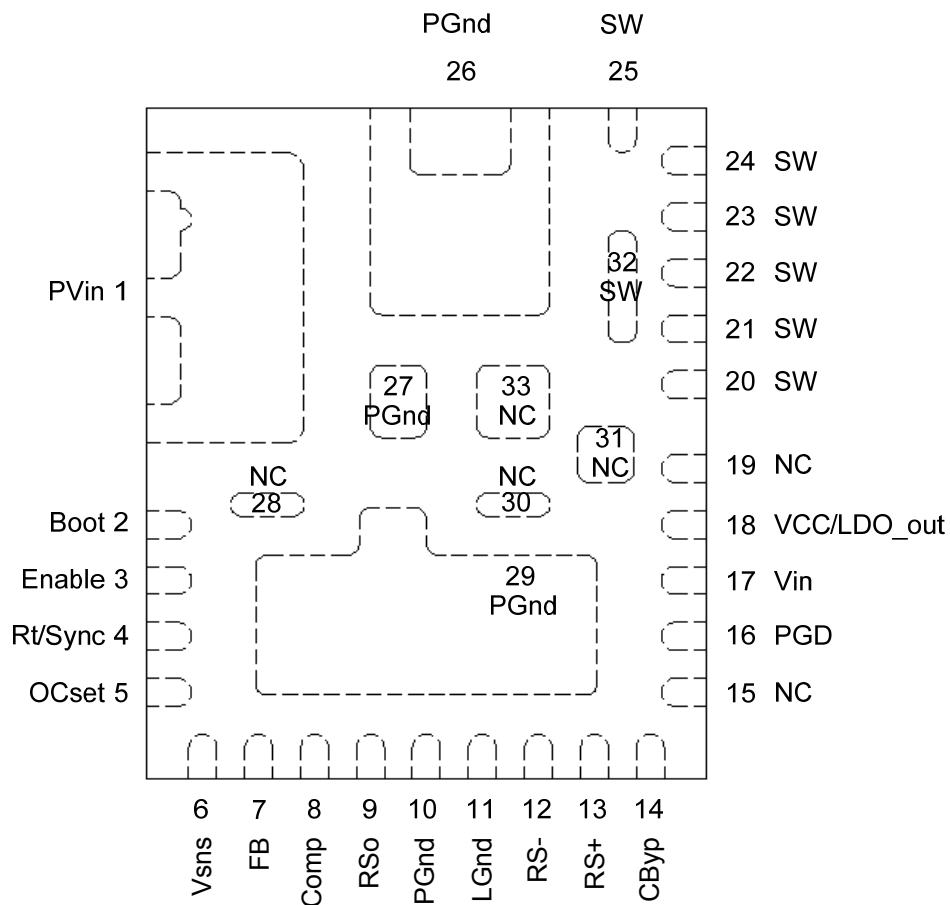 PGnd SW
26 25
24 SW
23 SW
32
SW
22 SW
PVin 1
21 SW
20 SW
27
PGnd
33
NC
31
NC
19 NC
NC
28
NC
30
Boot 2
18 VCC/LDO_out
Enable 3
29
PGnd
17 Vin
Rt/Sync 4
16 PGD
OCset 5
15 NC
6 7 8 9 10 11 12 13 14
Vsns
FB
Comp
RSo
PGnd
LGnd
RS-
RS+
CByp